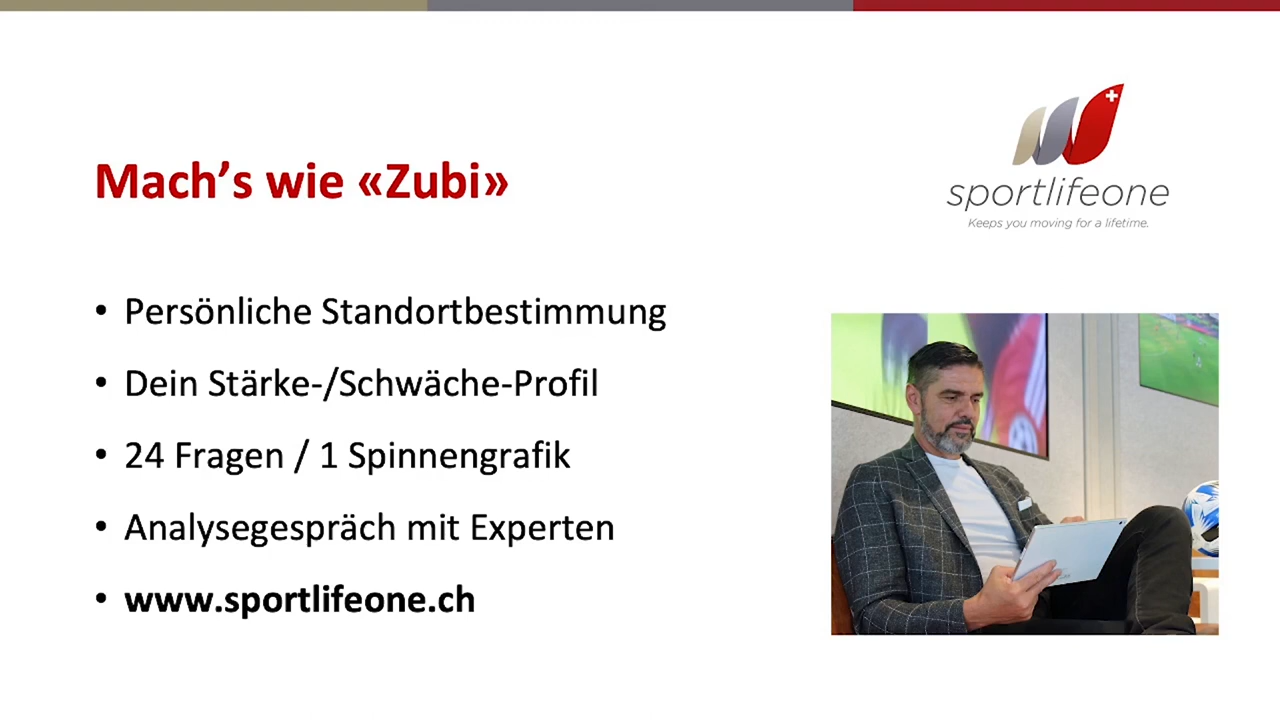 Mach’s wie «Zubi»
sportlifeone
Keeps you moving for a lifetime.
• Persönliche Standortbestimmung
• Dein Stärke-/Schwäche-Profil
• 24 Fragen / 1 Spinnengrafik
• Analysegespräch mit Experten
• www.sportlifeone.ch